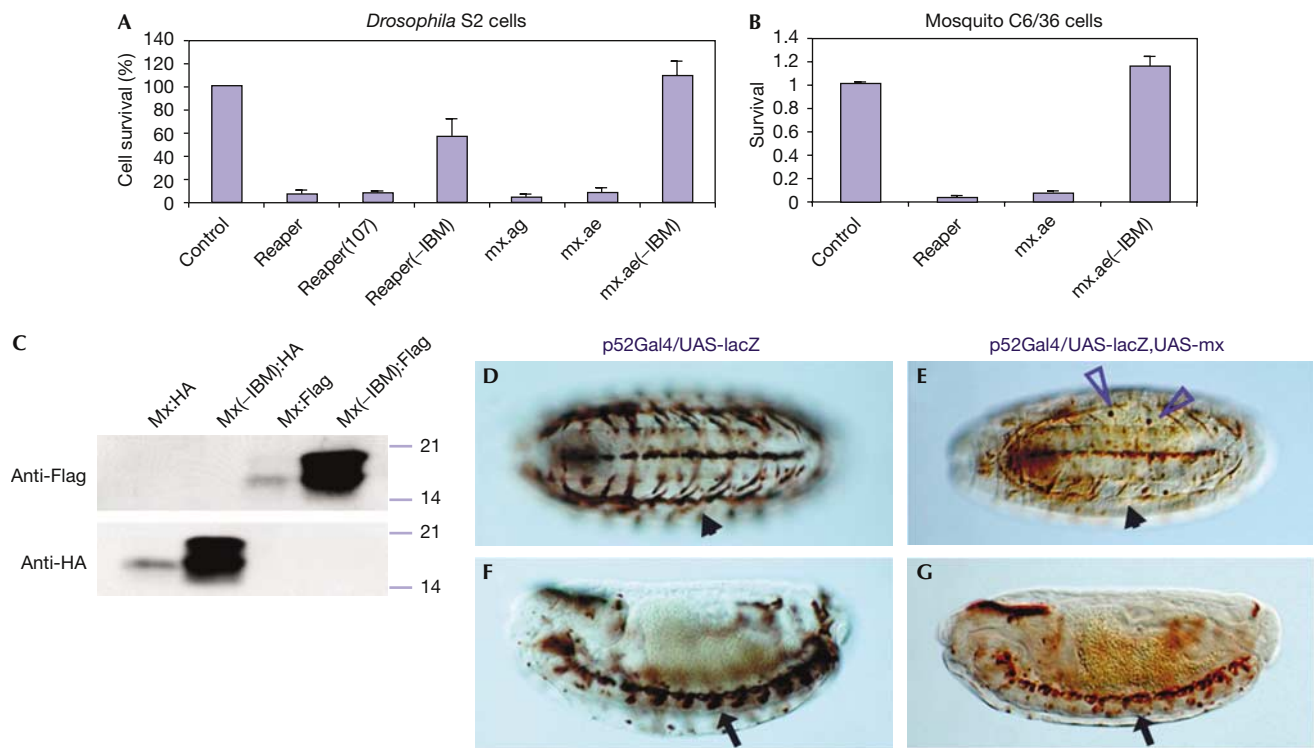 A
Drosophila S2 cells
Cell survival (%)
140
120
100
80
60
40
20
0
Control
Reaper
Reaper(107)
Reaper(–IBM)
mx.ag
mx.ae
mx.ae(–IBM)
B
Mosquito C6/36 cells
Survival
1.4
1.2
1
0.8
0.6
0.4
0.2
0
Control
Reaper
mx.ae
mx.ae(–IBM)
C
Mx:HA
Mx(–IBM):HA
Mx:Flag
Mx(–IBM):Flag
Anti-Flag
21
14
Anti-HA
21
14
p52Gal4/UAS-lacZ
p52Gal4/UAS-lacZ,UAS-mx
D
E
F
G